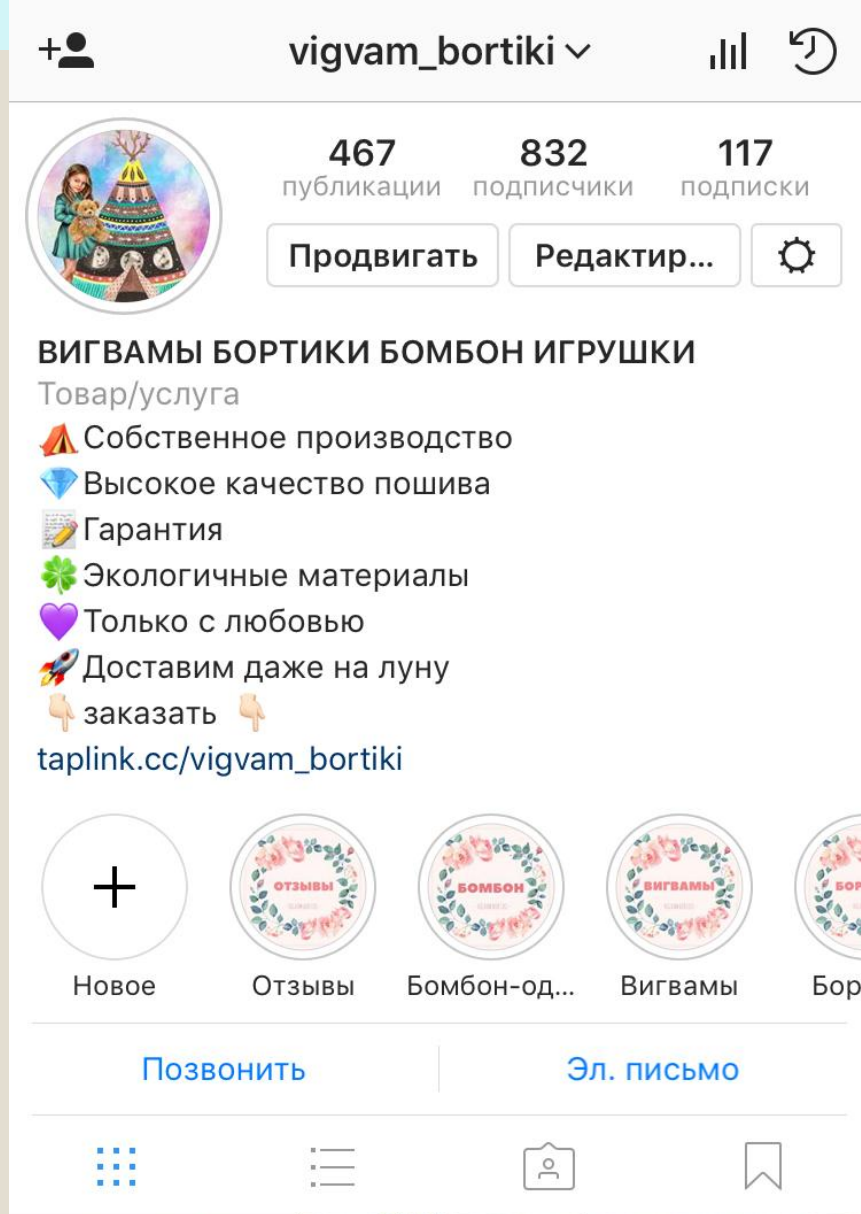 vigvam_bortiki
467 832 117
публикации подписчики подписки
Продвигать Редактир...
ВИГВАМЫ БОРТИКИ БОМБОН ИГРУШКИ
Товар/услуга
Собственное производство
Высокое качество пошива
Гарантия
Экологичные материалы
Только с любовью
Доставим даже на луну
заказать
taplink.cc/vigvam_bortiki
ОТЗЫВЫ БОМБОН ВИГВАМЫ БОР
Новое Отзывы Бомбон-од... Вигвамы Бор
Позвонить Эл. письмо